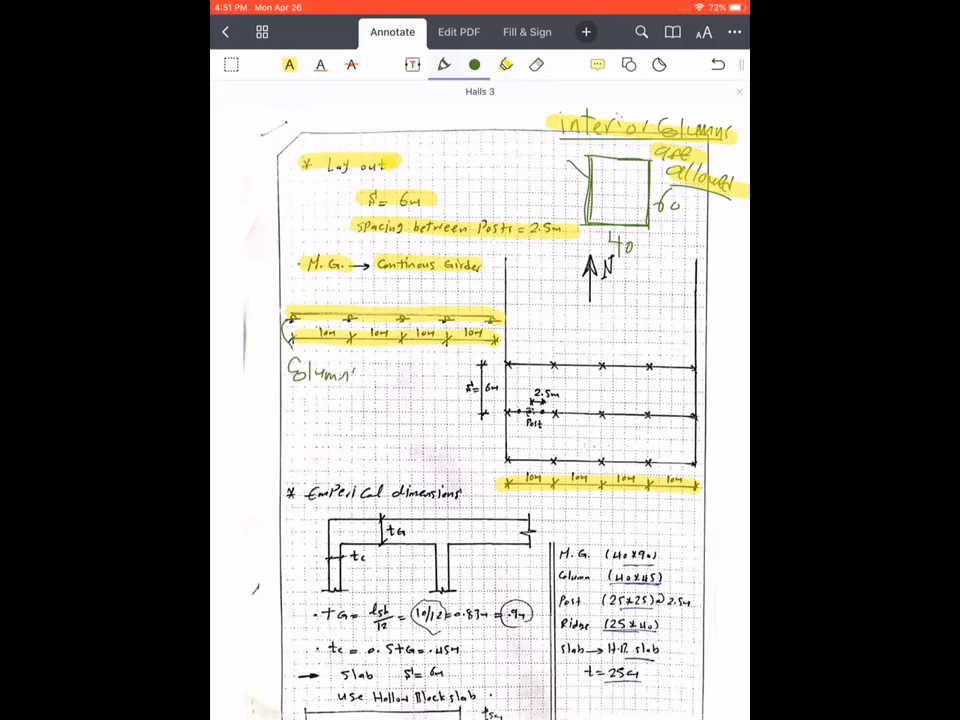 4:51 PM Mon Apr 26
72%
Annotate
Edit PDF
Fill & Sign
Halls 3
interior Columns
are
allowed
* Lay out
S = 6m
Spacing between Posts = 2.5m
60
40
N
M.G. → Continous Girder
10m 10m 10m 10m
Column
S = 6m
2.5m
Post
10m 10m 10m 10m
* Emperical dimensions
tG
tc
M.G. (40*90)
Column (40*45)
Post (25*25)@2.5m
Ridge (25*40)
Slab → H.B slab
t = 25cm
tG = /12 = 10/12 = 0.83m = .9m
tc = 0.5tG = .45m
→ Slab S = 6m
use Hollow Block slab.